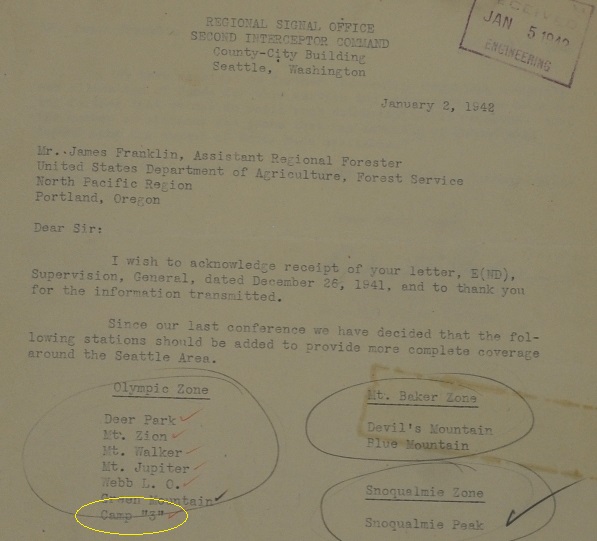 REGIONAL SIGNAL OFFICE
SECOND INTERCEPTOR COMMAND
County-City Building
Seattle, Washington
RECEIVED
JAN 5 1942
ENGINEERING
January 2, 1942
Mr. James Franklin, Assistant Regional Forester
United States Department of Agriculture, Forest Service
North Pacific Region
Portland, Oregon
Dear Sir:
I wish to acknowledge receipt of your letter, E(ND),
Supervision, General, dated December 26, 1941, and to thank you
for the information transmitted.
Since our last conference we have decided that the fol-
lowing stations should be added to provide more complete coverage
around the Seattle Area.
Olympic Zone
Deer Park
Mt. Zion
Mt. Walker
Mt. Jupiter
Webb L. O.
Green Mountain
Camp "3"
Mt. Baker Zone
Devil's Mountain
Blue Mountain
Snoqualmie Zone
Snoqualmie Peak